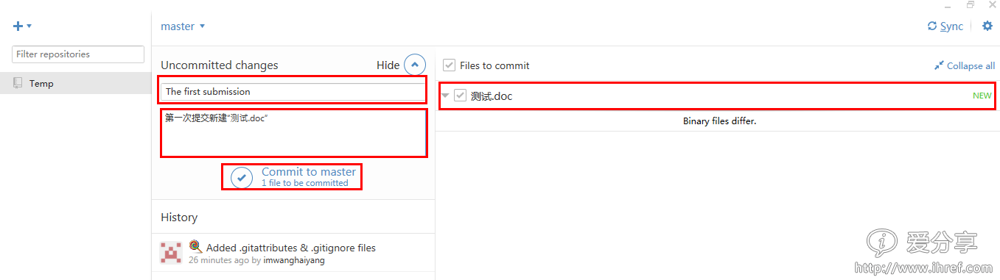 master
Sync
Filter repositories
Temp
Uncommitted changes
Hide
The first submission
第一次提交新建“测试.doc”
Commit to master
1 file to be committed
History
Added .gitattributes & .gitignore files
26 minutes ago by imwanghaiyang
Files to commit
Collapse all
测试.doc
NEW
Binary files differ.
爱分享
http://www.ihref.com